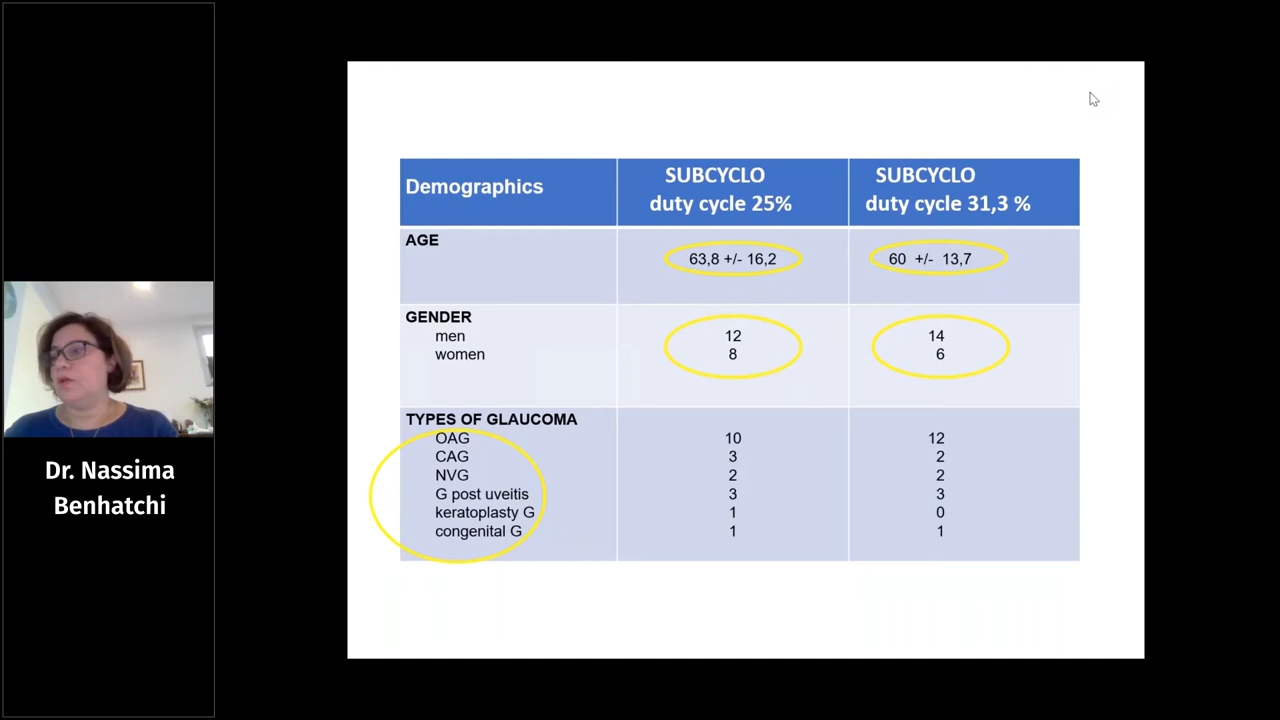 Dr. Nassima
Benhatchi
Demographics
SUBCYCLO
duty cycle 25%
SUBCYCLO
duty cycle 31,3 %
AGE
63,8 +/- 16,2
60 +/- 13,7
GENDER
men 12 14
women 8 6
TYPES OF GLAUCOMA
OAG 10 12
CAG 3 2
NVG 2 2
G post uveitis 3 3
keratoplasty G 1 0
congenital G 1 1